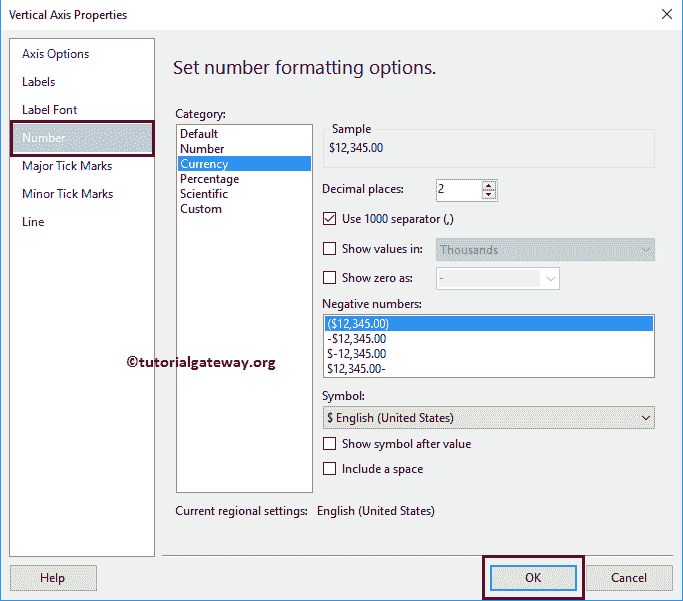 Vertical Axis Properties
Axis Options
Labels
Label Font
Number
Major Tick Marks
Minor Tick Marks
Line
Set number formatting options.
Category:
Default
Number
Currency
Percentage
Scientific
Custom
Sample
$12,345.00
Decimal places: 2
Use 1000 separator (,)
Show values in: Thousands
Show zero as: -
Negative numbers:
($12,345.00)
-$12,345.00
$-12,345.00
$12,345.00-
©tutorialgateway.org
Symbol:
$ English (United States)
Show symbol after value
Include a space
Current regional settings: English (United States)
Help OK Cancel